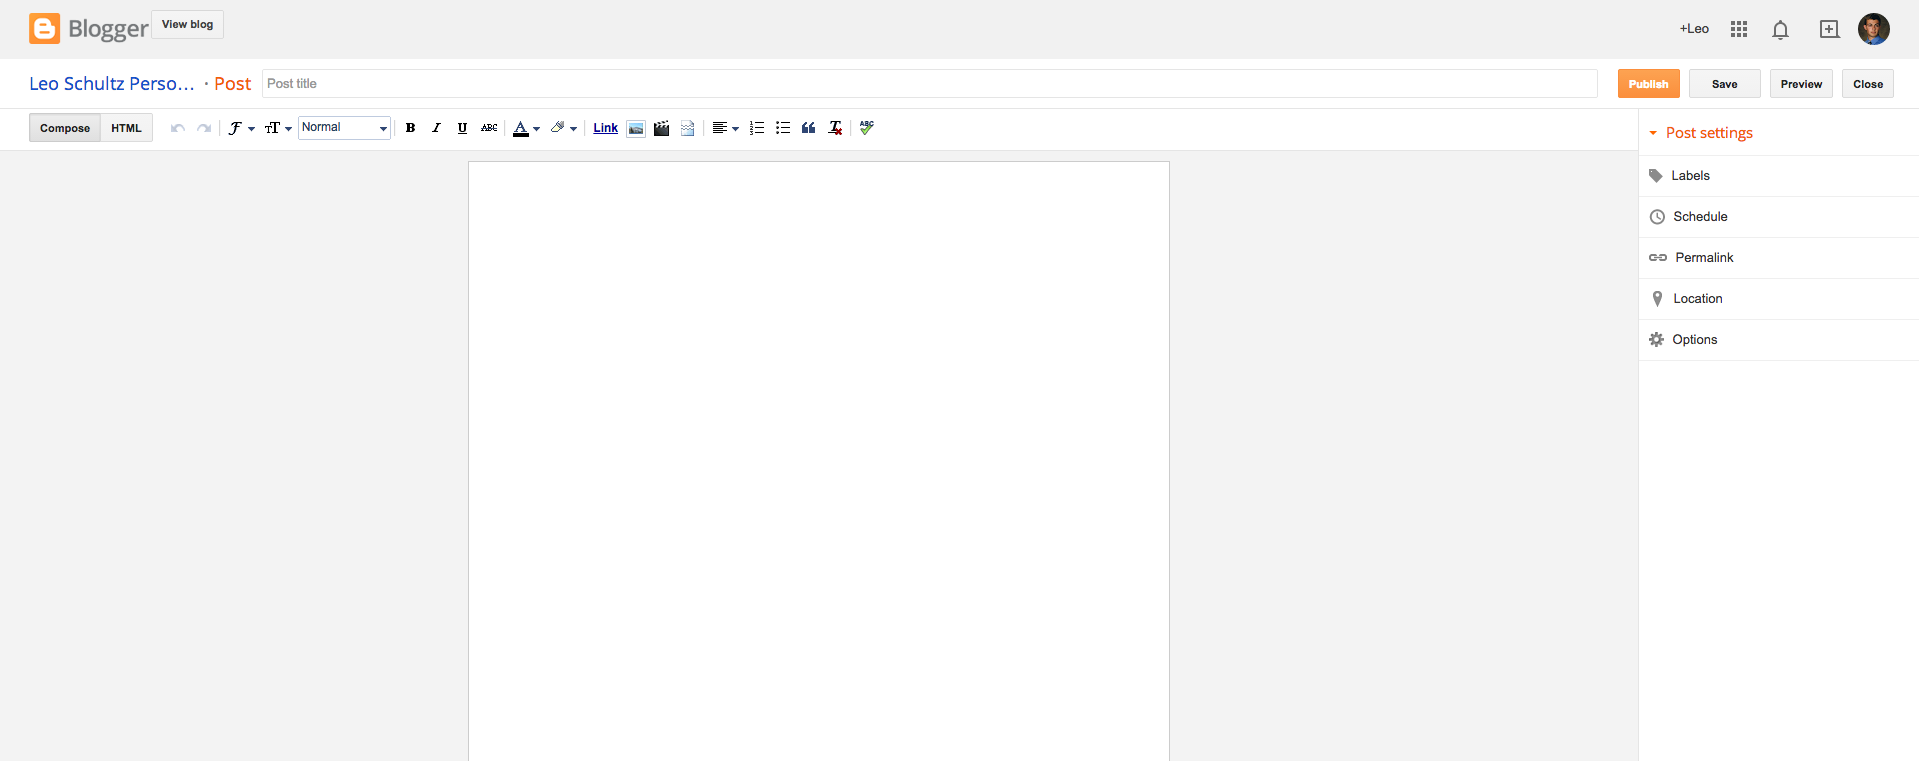 Blogger View blog +Leo
Leo Schultz Perso... · Post Post title Publish Save Preview Close
Compose HTML Normal B I U ABC A Link ABC
Post settings
Labels
Schedule
Permalink
Location
Options